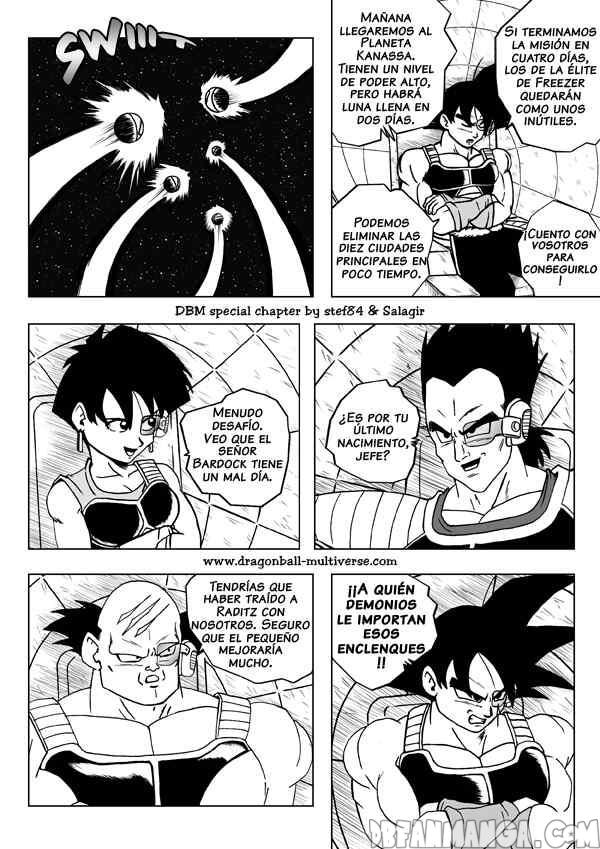 SWIIIT
MAÑANA
LLEGAREMOS AL
PLANETA
KANASSA.
TIENEN UN NIVEL
DE PODER ALTO,
PERO HABRÁ
LUNA LLENA EN
DOS DÍAS.
SI TERMINAMOS
LA MISIÓN EN
CUATRO DÍAS,
LOS DE LA ÉLITE
DE FREEZER
QUEDARÁN
COMO UNOS
INÚTILES.
PODEMOS
ELIMINAR LAS
DIEZ CIUDADES
PRINCIPALES EN
POCO TIEMPO.
¡CUENTO CON
VOSOTROS
PARA
CONSEGUIRLO
!
DBM special chapter by stef84 & Salagir
MENUDO
DESAFÍO.
VEO QUE EL
SEÑOR
BARDOCK TIENE
UN MAL DÍA.
¿ES POR TU
ÚLTIMO
NACIMIENTO,
JEFE?
www.dragonball-multiverse.com
TENDRÍAS QUE
HABER TRAÍDO A
RADITZ CON
NOSOTROS. SEGURO
QUE EL PEQUEÑO
MEJORARÍA
MUCHO.
¡¡A QUIÉN
DEMONIOS
LE IMPORTAN
ESOS
ENCLENQUES
!!
DBFANMANGA.COM